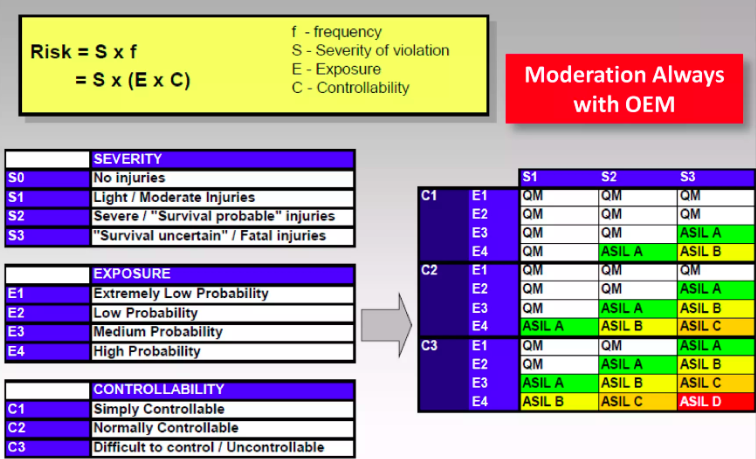 Risk = S x f
= S x (E x C)
f - frequency
S - Severity of violation
E - Exposure
C - Controllability
Moderation Always
with OEM
SEVERITY
S0 No injuries
S1 Light / Moderate Injuries
S2 Severe / "Survival probable" injuries
S3 "Survival uncertain" / Fatal injuries
EXPOSURE
E1 Extremely Low Probability
E2 Low Probability
E3 Medium Probability
E4 High Probability
CONTROLLABILITY
C1 Simply Controllable
C2 Normally Controllable
C3 Difficult to control / Uncontrollable
S1 S2 S3
C1 E1 QM QM QM
E2 QM QM QM
E3 QM QM ASIL A
E4 QM ASIL A ASIL B
C2 E1 QM QM QM
E2 QM QM ASIL A
E3 QM ASIL A ASIL B
E4 ASIL A ASIL B ASIL C
C3 E1 QM QM ASIL A
E2 QM ASIL A ASIL B
E3 ASIL A ASIL B ASIL C
E4 ASIL B ASIL C ASIL D